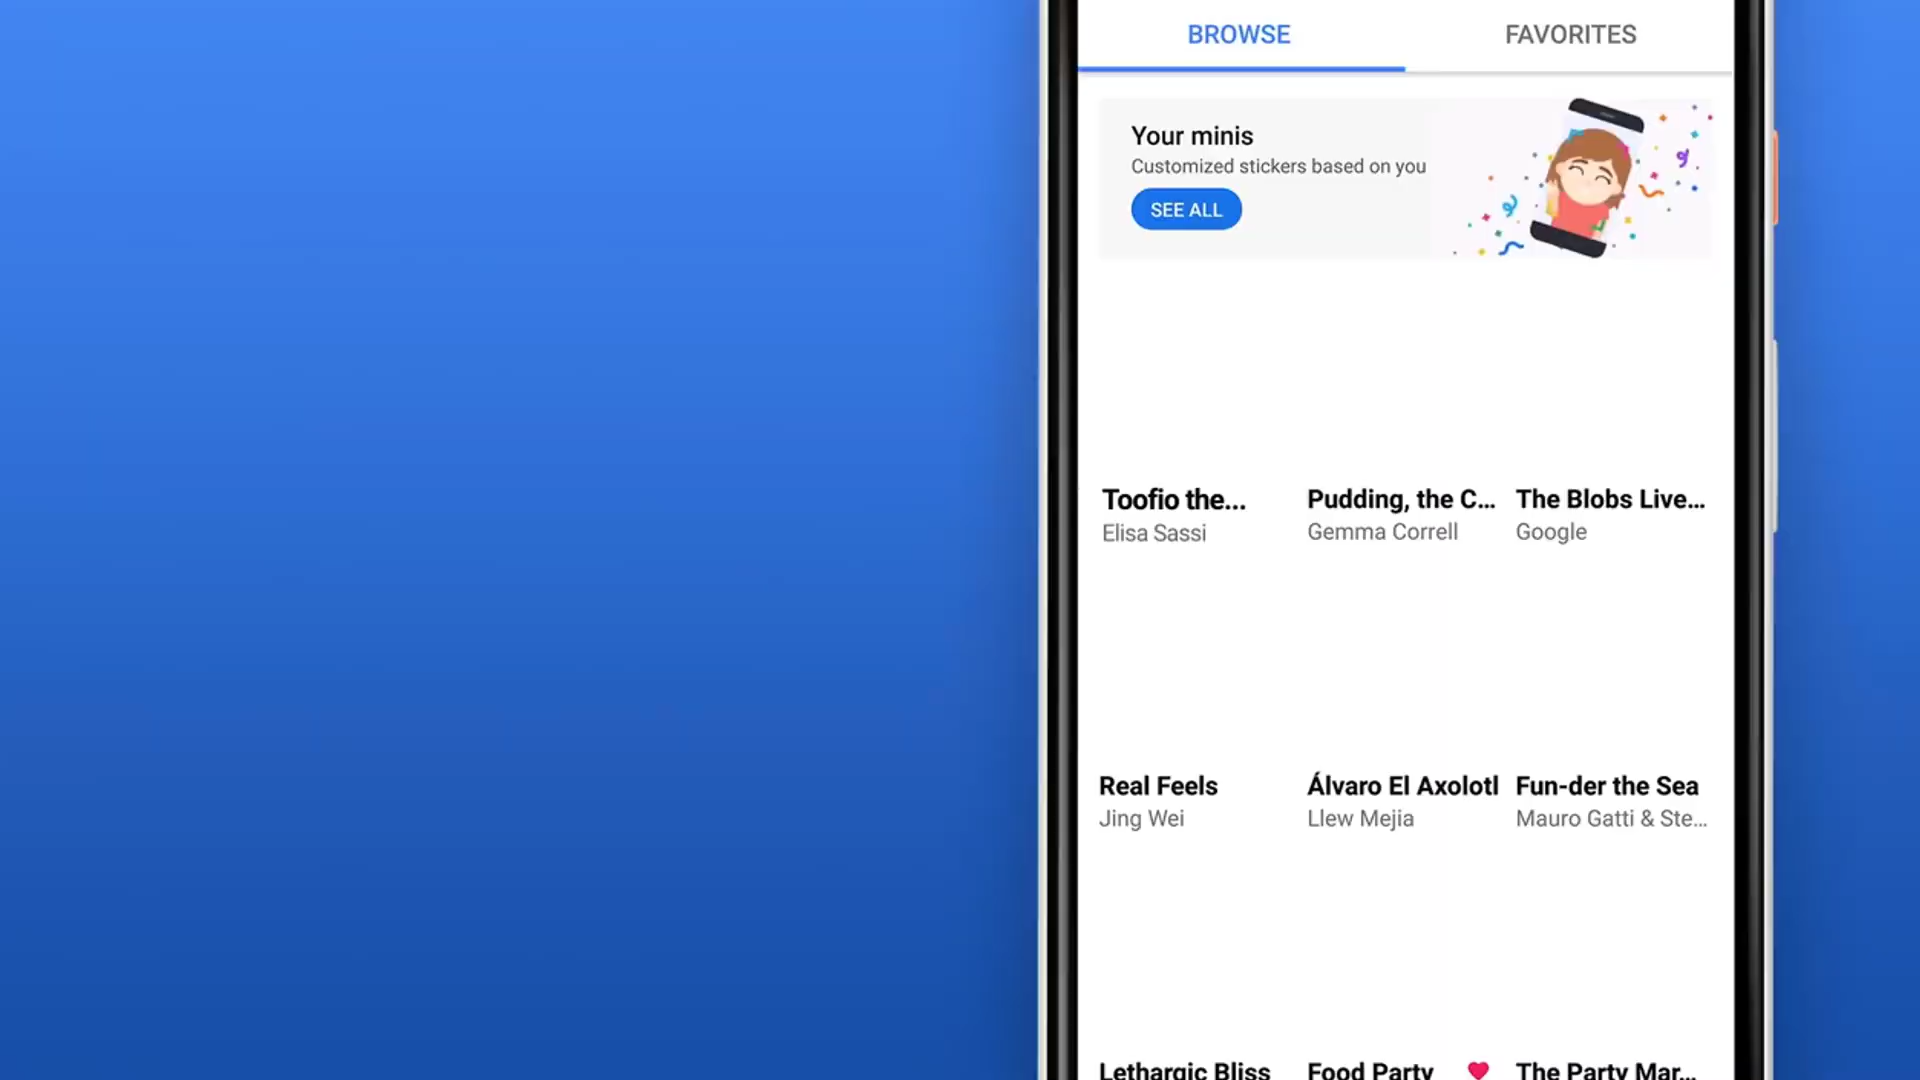 BROWSE
FAVORITES
Your minis
Customized stickers based on you
SEE ALL
Toofio the...
Elisa Sassi
Pudding, the C...
Gemma Correll
The Blobs Live...
Google
Real Feels
Jing Wei
Álvaro El Axolotl
Llew Mejia
Fun-der the Sea
Mauro Gatti & Ste...
Lethargic Bliss
Food Party
The Party Mar...